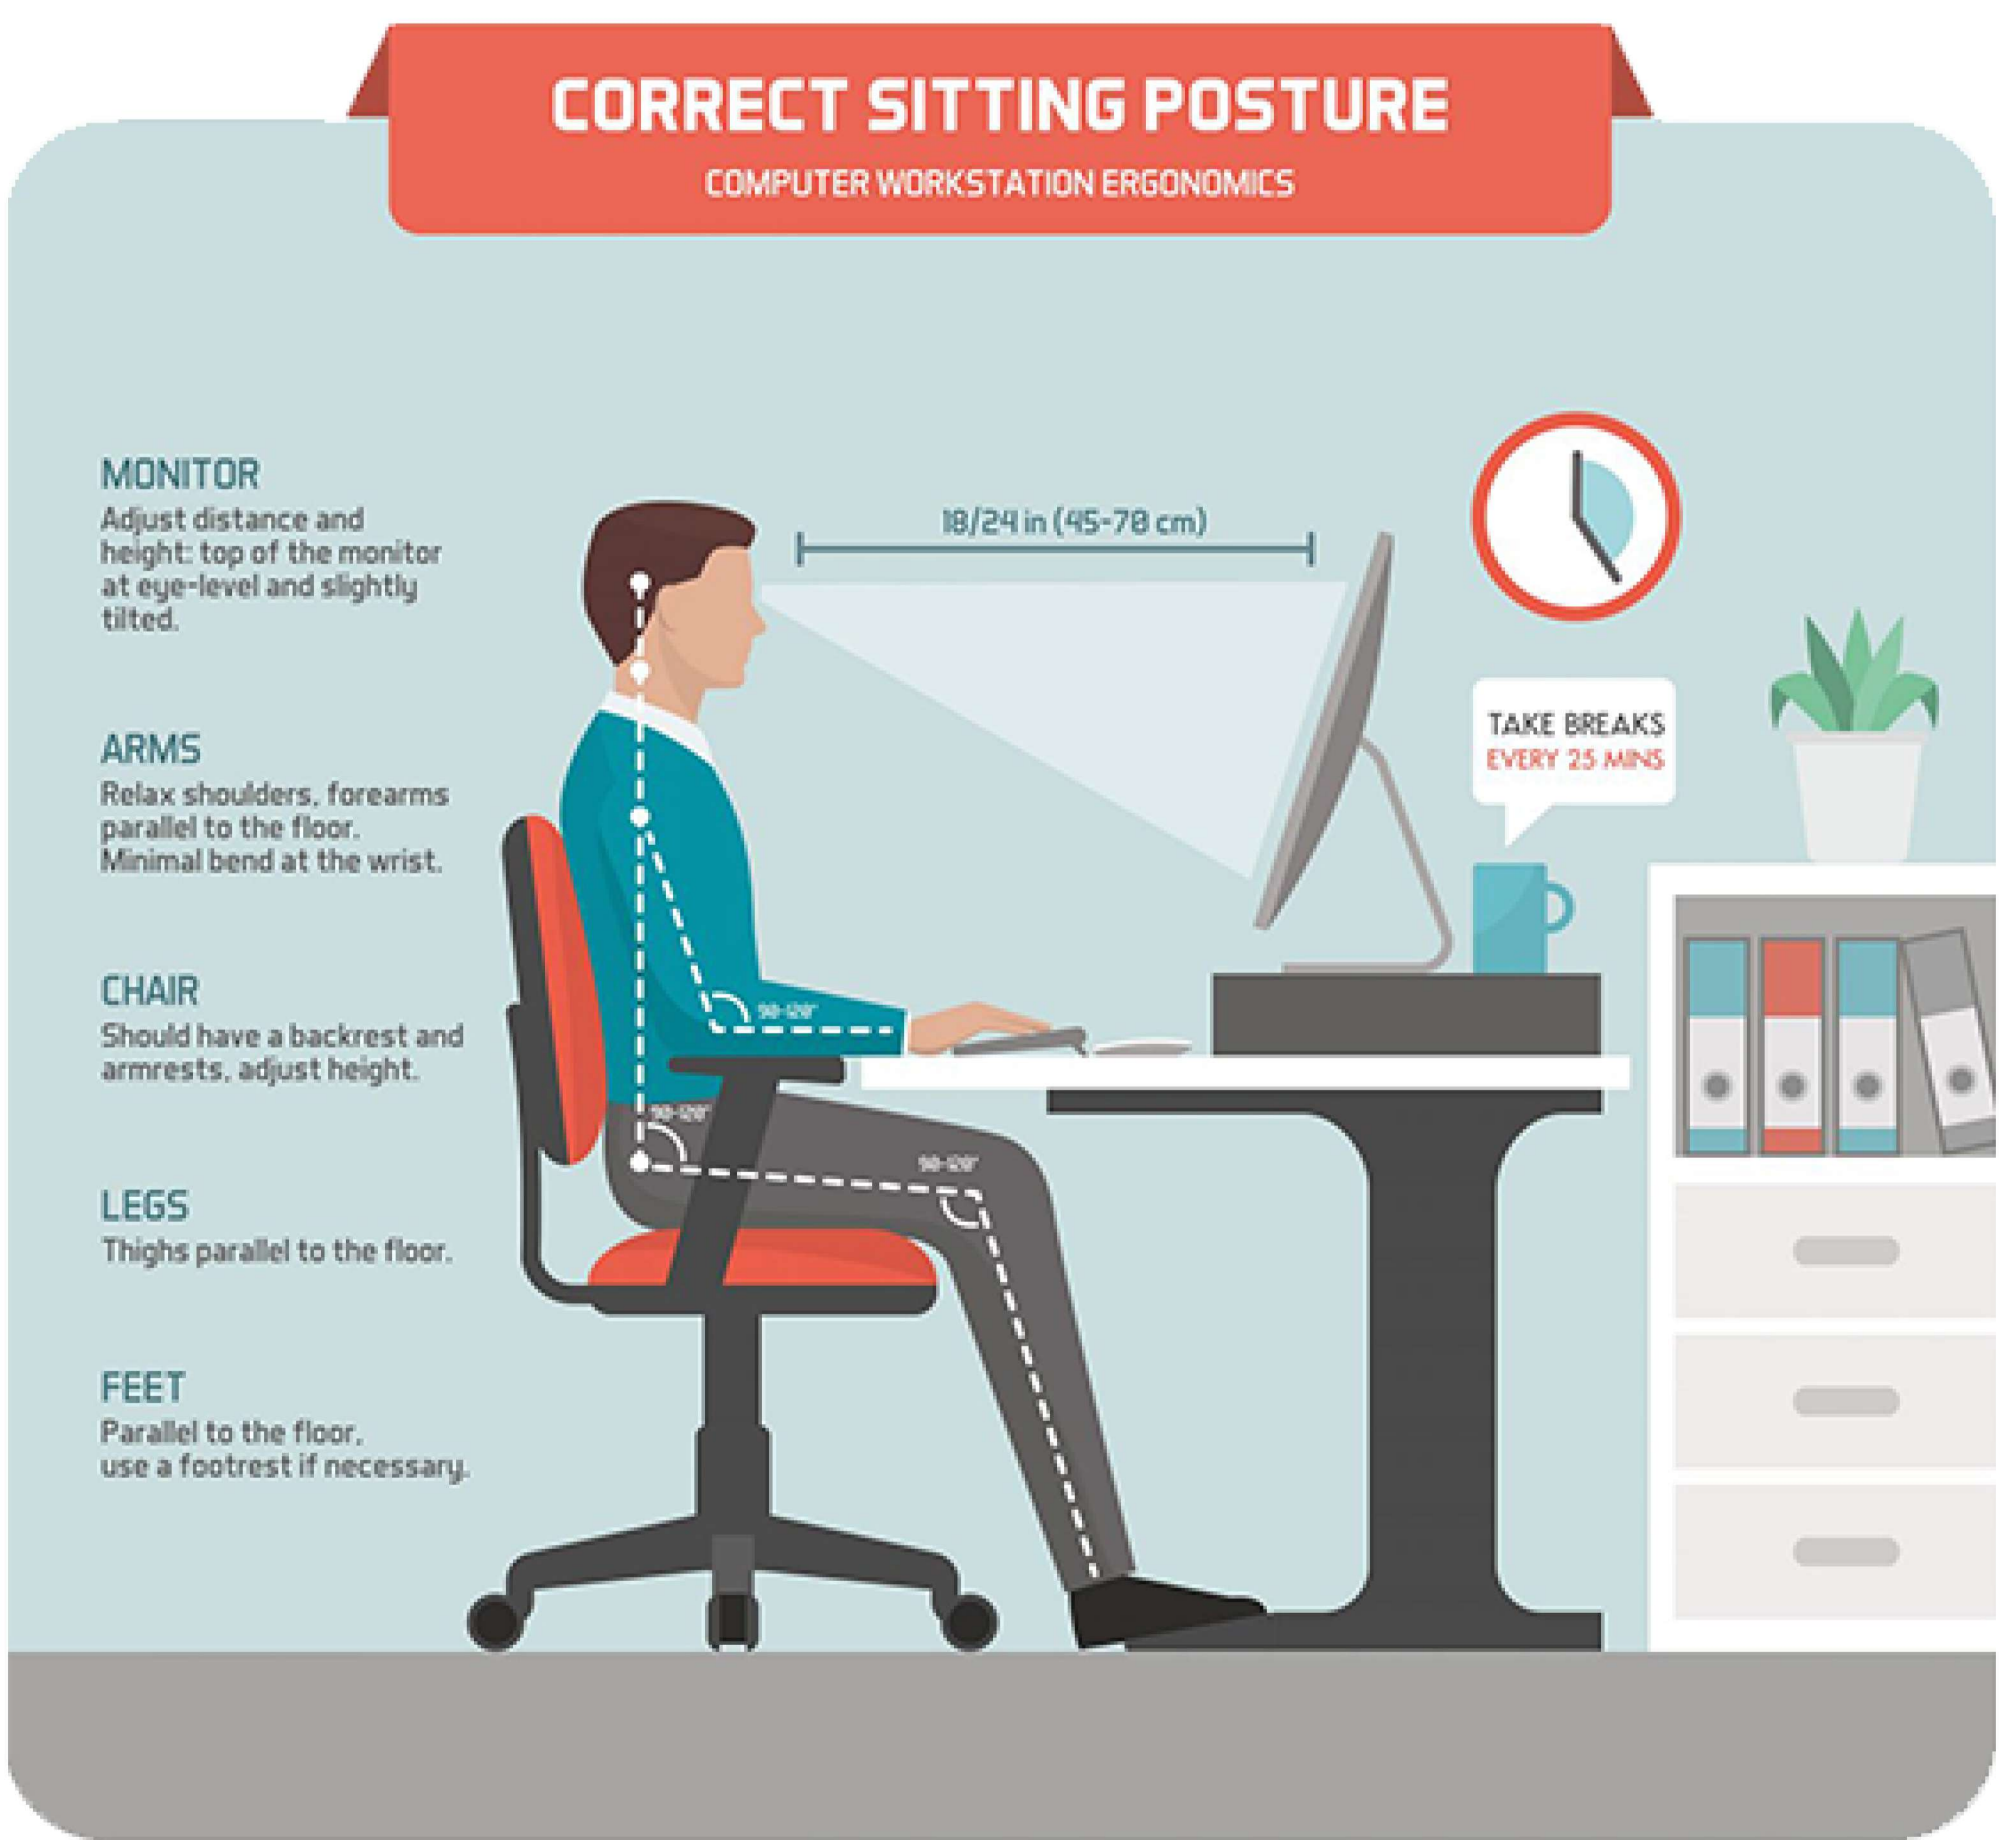 CORRECT SITTING POSTURE
COMPUTER WORKSTATION ERGONOMICS
MONITOR
Adjust distance and
height: top of the monitor
at eye-level and slightly
tilted.
ARMS
Relax shoulders, forearms
parallel to the floor.
Minimal bend at the wrist.
CHAIR
Should have a backrest and
armrests, adjust height.
LEGS
Thighs parallel to the floor.
FEET
Parallel to the floor,
use a footrest if necessary.
18/24 in (45-70 cm)
TAKE BREAKS
EVERY 25 MINS
90-120°
90-120°
90-120°